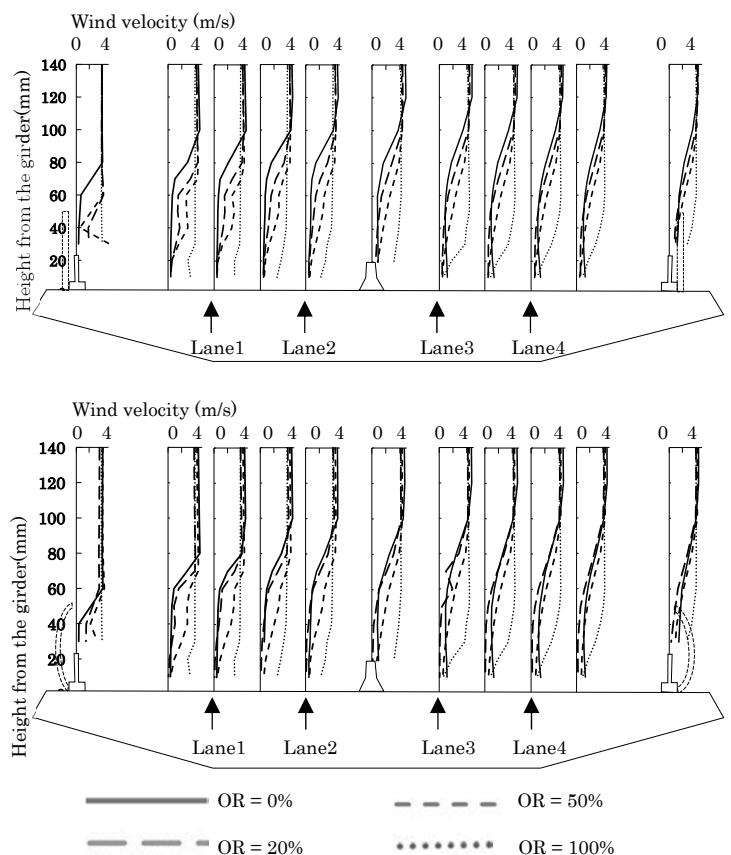 Wind velocity (m/s)
0 4 0 4 0 4 0 4 0 4 0 4 0 4 0 4 0 4 0 4 0 4
Height from the girder(mm)
140
120
100
80
60
40
20
Lane1 Lane2 Lane3 Lane4
Wind velocity (m/s)
0 4 0 4 0 4 0 4 0 4 0 4 0 4 0 4 0 4 0 4 0 4
Height from the girder(mm)
140
120
100
80
60
40
20
Lane1 Lane2 Lane3 Lane4
OR = 0% OR = 50%
OR = 20% OR = 100%